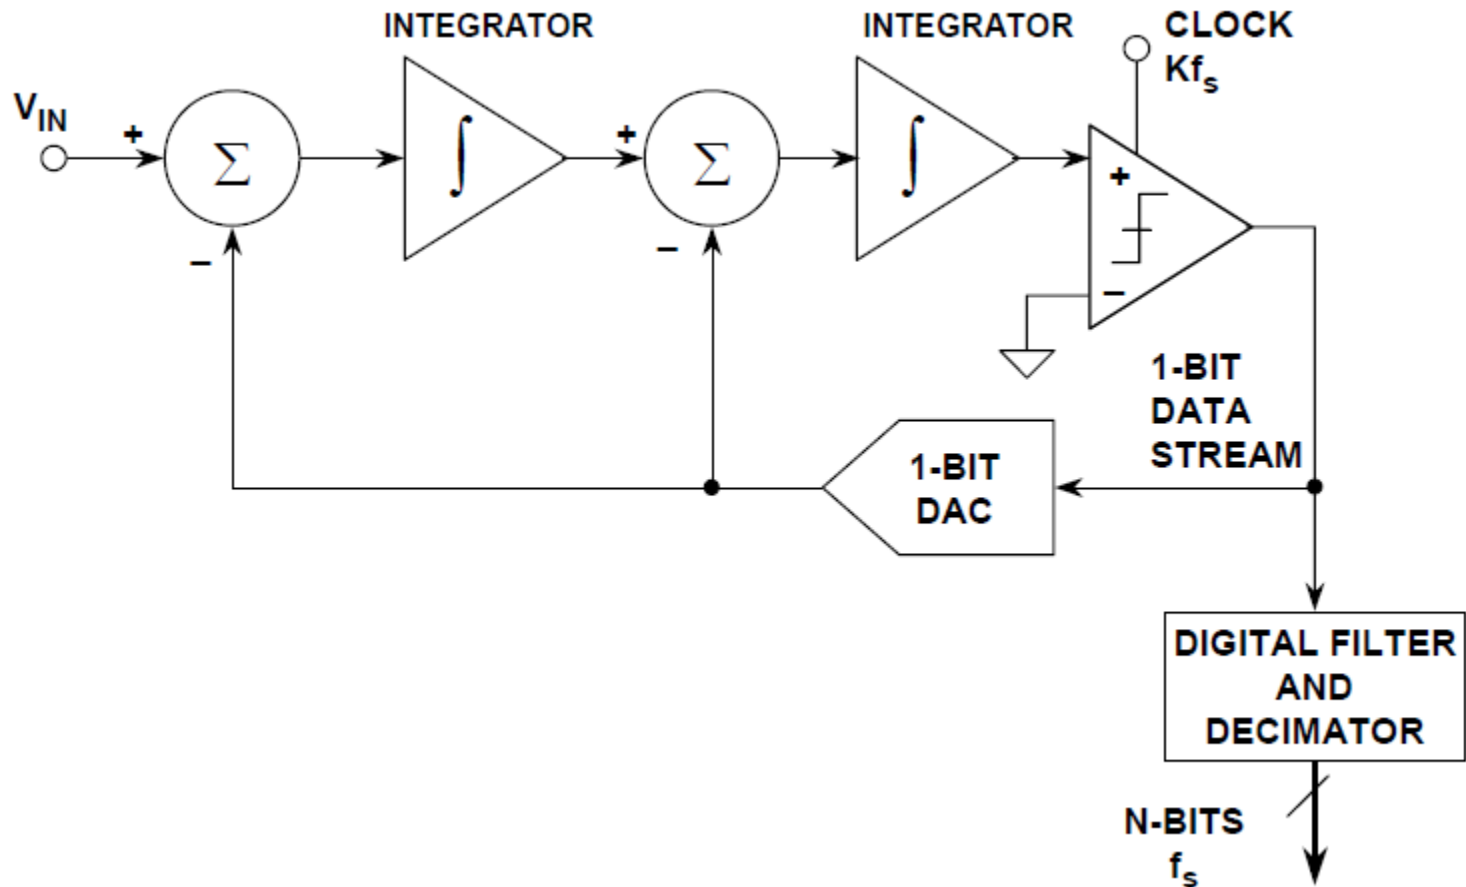 INTEGRATOR
INTEGRATOR
CLOCK
Kfs
VIN
+
Σ
∫
+
Σ
∫
+
−
−
−
1-BIT
DATA
STREAM
1-BIT
DAC
DIGITAL FILTER
AND
DECIMATOR
N-BITS
fs